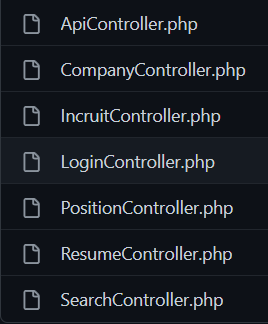 ApiController.php
CompanyController.php
IncruitController.php
LoginController.php
PositionController.php
ResumeController.php
SearchController.php